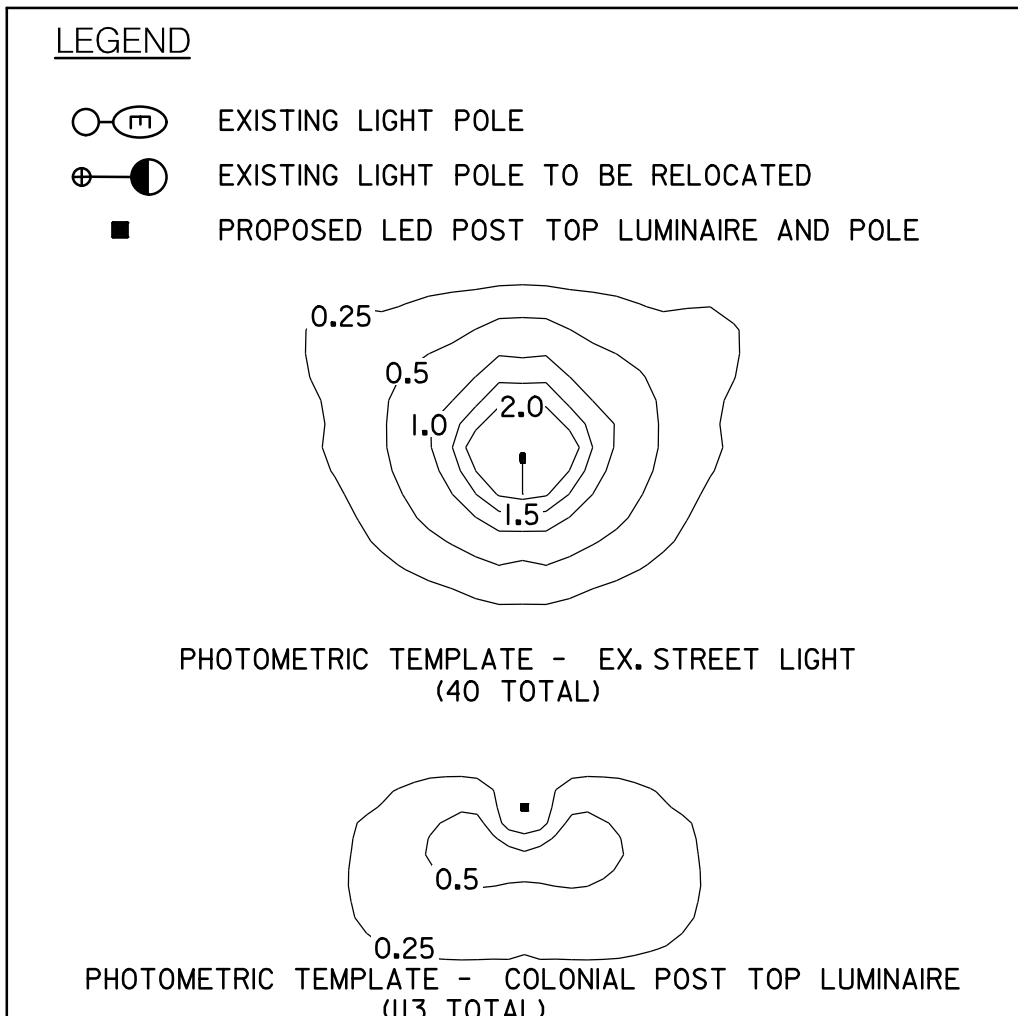 LEGEND
E
EXISTING LIGHT POLE
EXISTING LIGHT POLE TO BE RELOCATED
PROPOSED LED POST TOP LUMINAIRE AND POLE
0.25
0.5
2.0
1.0
1.5
PHOTOMETRIC TEMPLATE - EX. STREET LIGHT
(40 TOTAL)
0.5
0.25
PHOTOMETRIC TEMPLATE - COLONIAL POST TOP LUMINAIRE
(113 TOTAL)